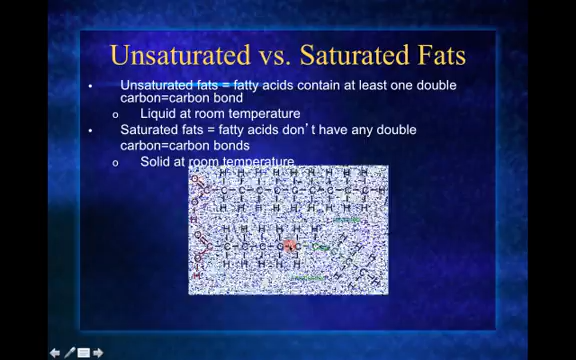 Unsaturated vs. Saturated Fats
• Unsaturated fats = fatty acids contain at least one double
carbon=carbon bond
o Liquid at room temperature
• Saturated fats = fatty acids don't have any double
carbon=carbon bonds
o Solid at room temperature